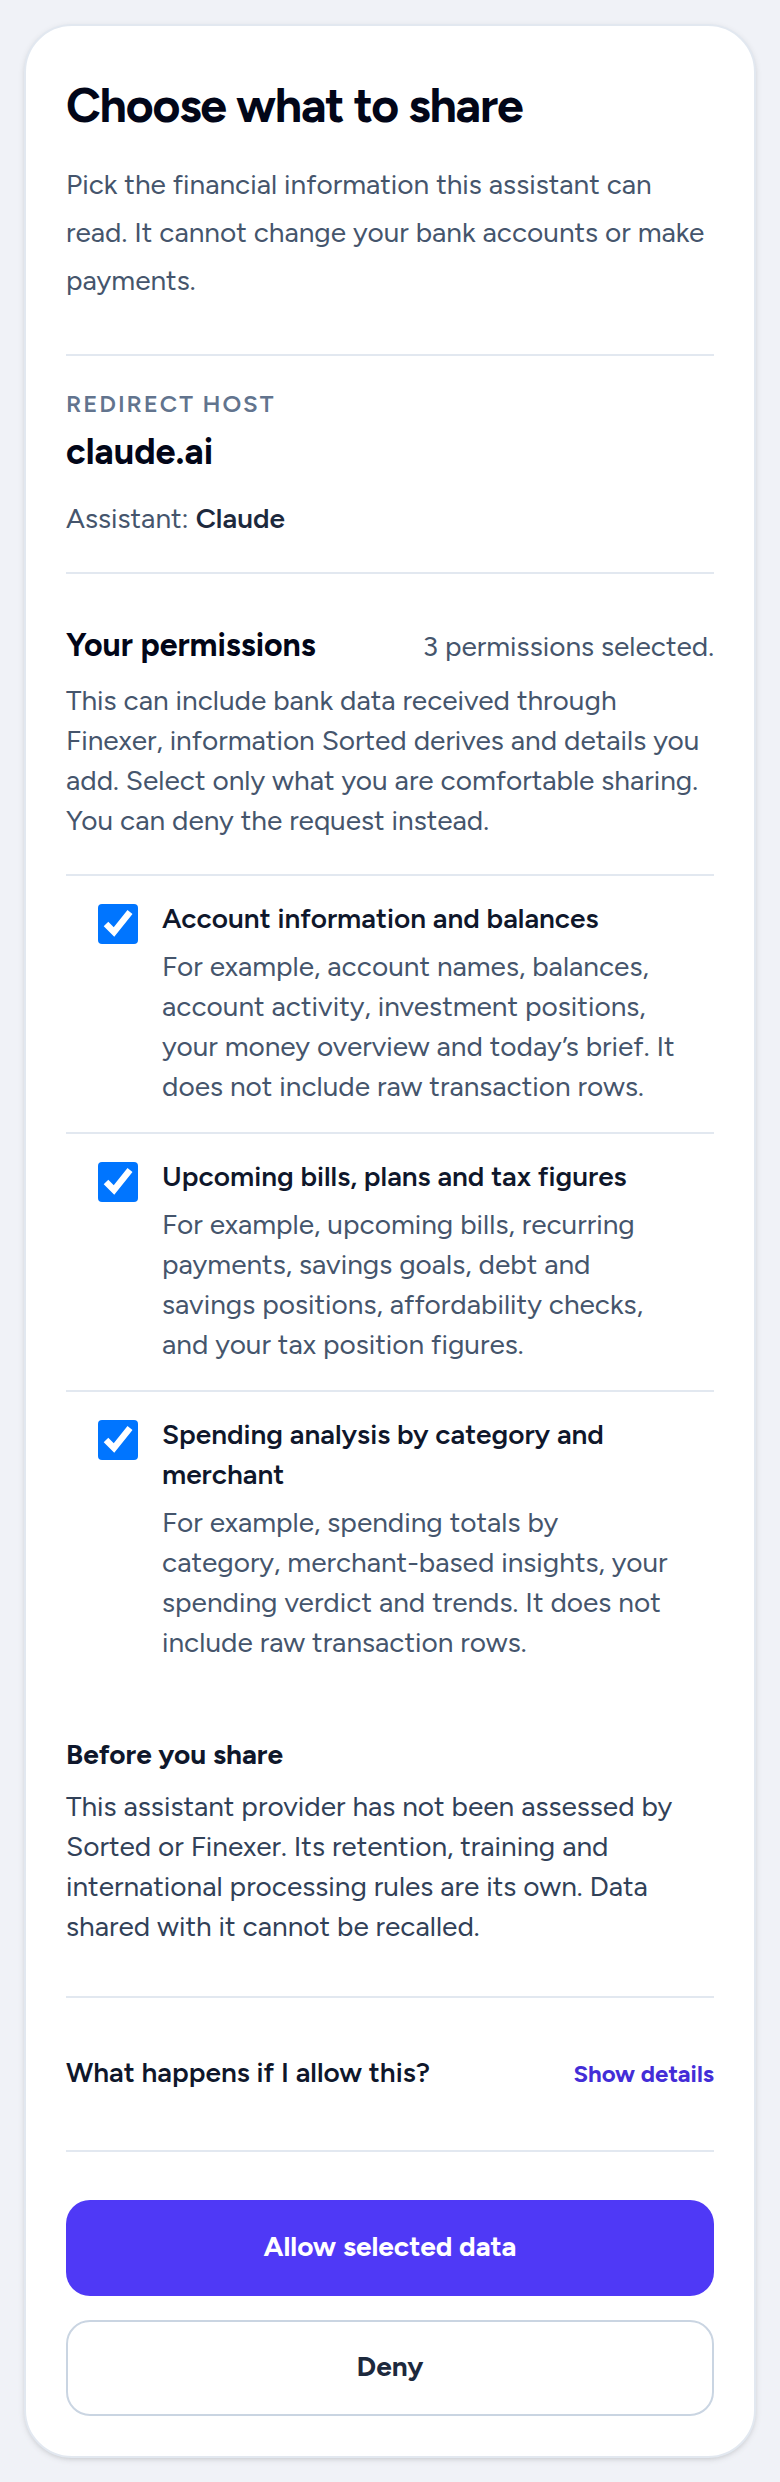 Choose what to share
Pick the financial information this assistant can
read. It cannot change your bank accounts or make
payments.
REDIRECT HOST
claude.ai
Assistant: Claude
Your permissions 3 permissions selected.
This can include bank data received through
Finexer, information Sorted derives and details you
add. Select only what you are comfortable sharing.
You can deny the request instead.
Account information and balances
For example, account names, balances,
account activity, investment positions,
your money overview and today’s brief. It
does not include raw transaction rows.
Upcoming bills, plans and tax figures
For example, upcoming bills, recurring
payments, savings goals, debt and
savings positions, affordability checks,
and your tax position figures.
Spending analysis by category and
merchant
For example, spending totals by
category, merchant-based insights, your
spending verdict and trends. It does not
include raw transaction rows.
Before you share
This assistant provider has not been assessed by
Sorted or Finexer. Its retention, training and
international processing rules are its own. Data
shared with it cannot be recalled.
What happens if I allow this? Show details
Allow selected data
Deny